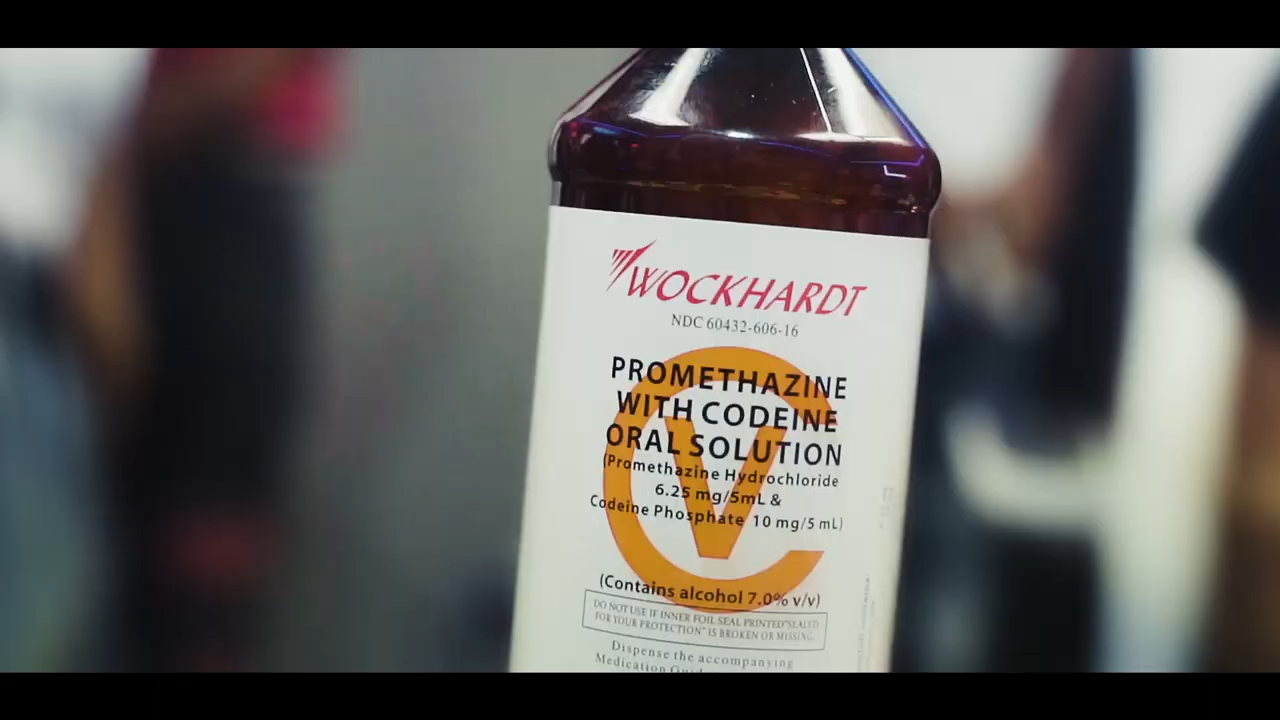 WOCKHARDT
NDC 60432-606-16
PROMETHAZINE
WITH CODEINE
ORAL SOLUTION
(Promethazine Hydrochloride
6.25 mg/5mL &
Codeine Phosphate 10 mg/5 mL)
CV
(Contains alcohol 7.0% v/v)
DO NOT USE IF INNER FOIL SEAL PRINTED "SEALED
FOR YOUR PROTECTION" IS BROKEN OR MISSING.
Dispense the accompanying
Medication